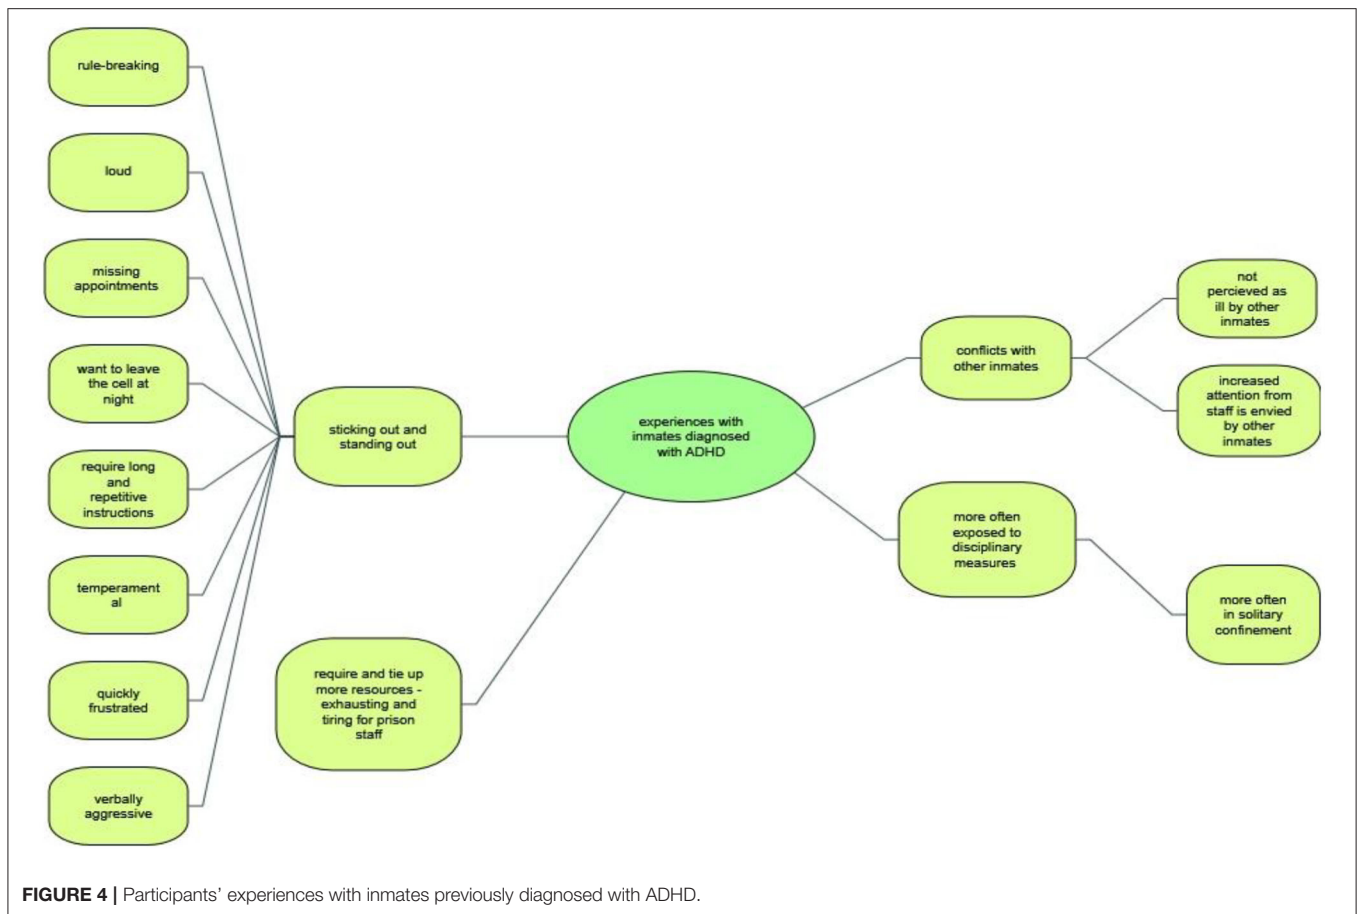 rule-breaking
loud
missing
appointments
want to leave
the cell at
night
require long
and
repetitive
instructions
temperament
al
quickly
frustrated
verbally
aggressive
sticking out and
standing out
require and tie up
more resources -
exhausting and
tiring for prison
staff
experiences with
inmates diagnosed
with ADHD
conflicts with
other inmates
more often
exposed to
disciplinary
measures
not
percieved as
ill by other
inmates
increased
attention from
staff is envied
by other
inmates
more often
in solitary
confinement
FIGURE 4 | Participants’ experiences with inmates previously diagnosed with ADHD.